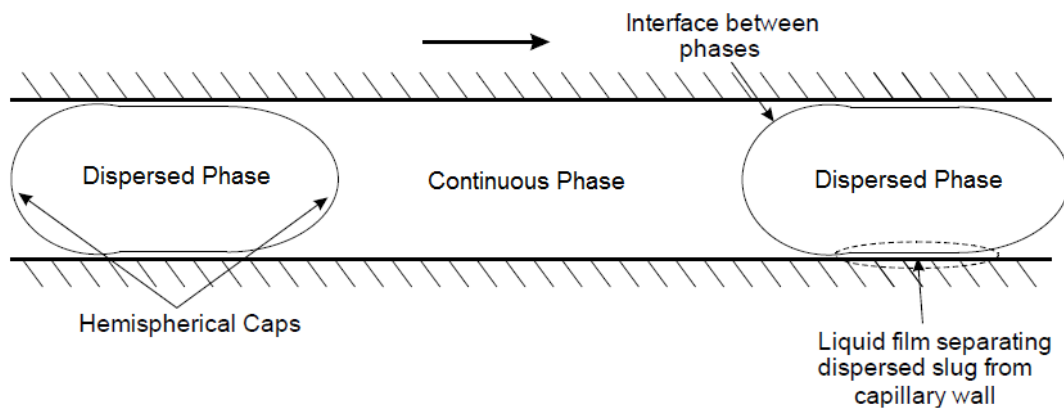 Interface between
phases
Dispersed Phase
Continuous Phase
Dispersed Phase
Hemispherical Caps
Liquid film separating
dispersed slug from
capillary wall